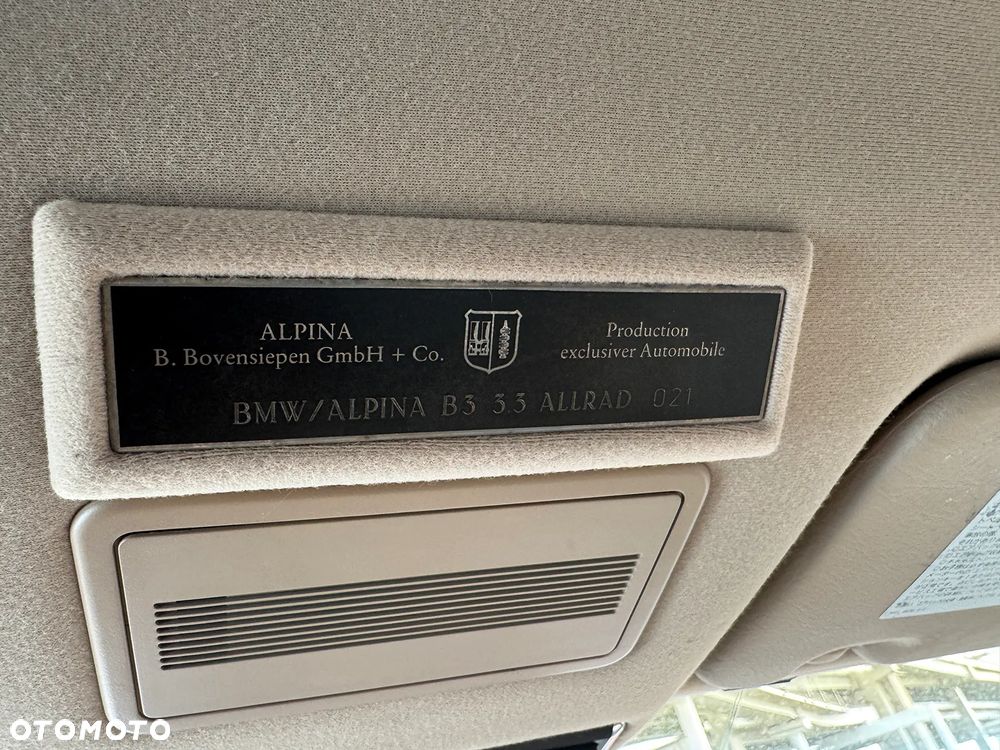 ALPINA
B. Bovensiepen GmbH + Co.
Production
exclusiver Automobile
BMW/ALPINA B3 3.3 ALLRAD 021
OTOMOTO